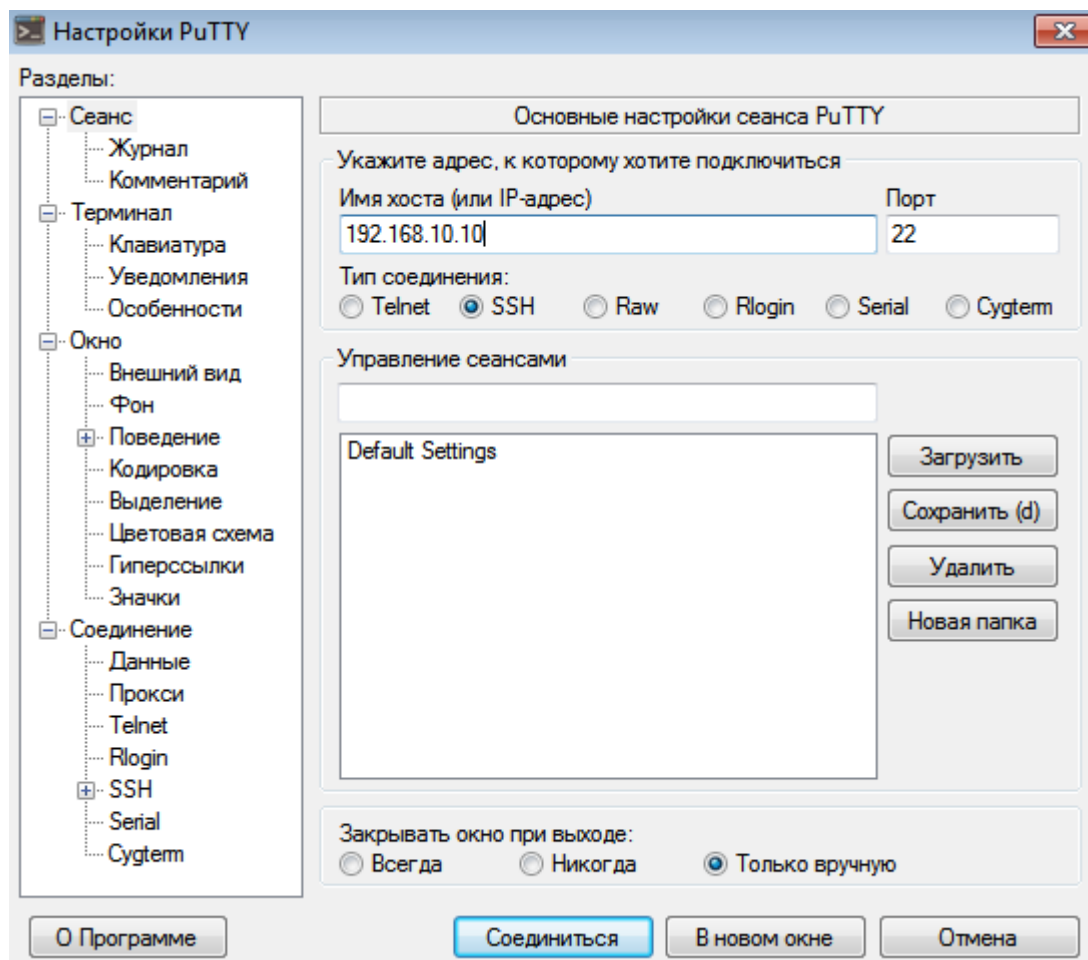 Настройки PuTTY
Разделы:
Сеанс
Журнал
Комментарий
Терминал
Клавиатура
Уведомления
Особенности
Окно
Внешний вид
Фон
Поведение
Кодировка
Выделение
Цветовая схема
Гиперссылки
Значки
Соединение
Данные
Прокси
Telnet
Rlogin
SSH
Serial
Cygterm
Основные настройки сеанса PuTTY
Укажите адрес, к которому хотите подключиться
Имя хоста (или IP-адрес) Порт
192.168.10.10 22
Тип соединения:
Telnet SSH Raw Rlogin Serial Cygterm
Управление сеансами
Default Settings
Загрузить
Сохранить (d)
Удалить
Новая папка
Закрывать окно при выходе:
Всегда Никогда Только вручную
О Программе Соединиться В новом окне Отмена